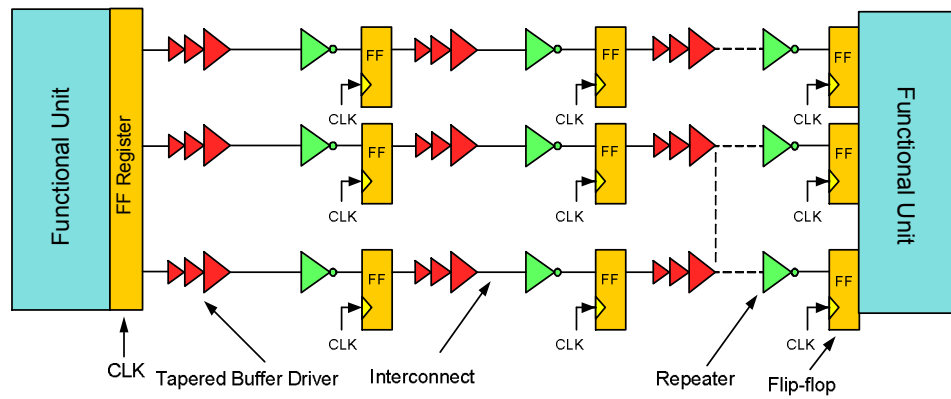 Functional Unit
FF Register
FF
FF
FF
CLK
CLK
CLK
FF
FF
FF
CLK
CLK
CLK
FF
FF
FF
CLK
CLK
CLK
Functional Unit
CLK
Tapered Buffer Driver
Interconnect
Repeater
Flip-flop